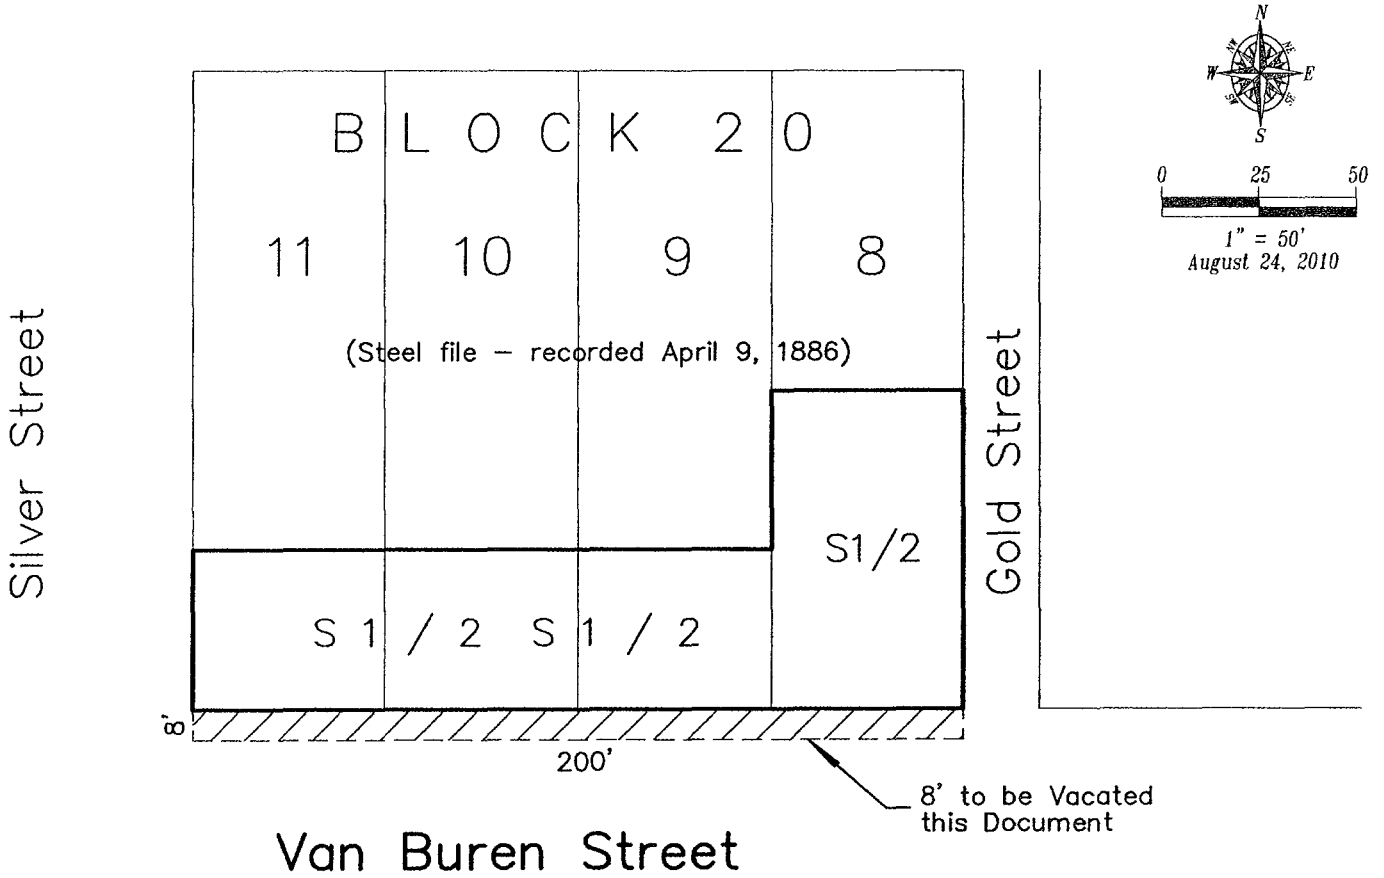 N
NW NE
W E
SW SE
S
0 25 50
1" = 50'
August 24, 2010
BLOCK 20
11 10 9 8
(Steel file – recorded April 9, 1886)
Silver Street
Gold Street
S1/2
S1/2 S1/2
8'
200'
8' to be Vacated
this Document
Van Buren Street